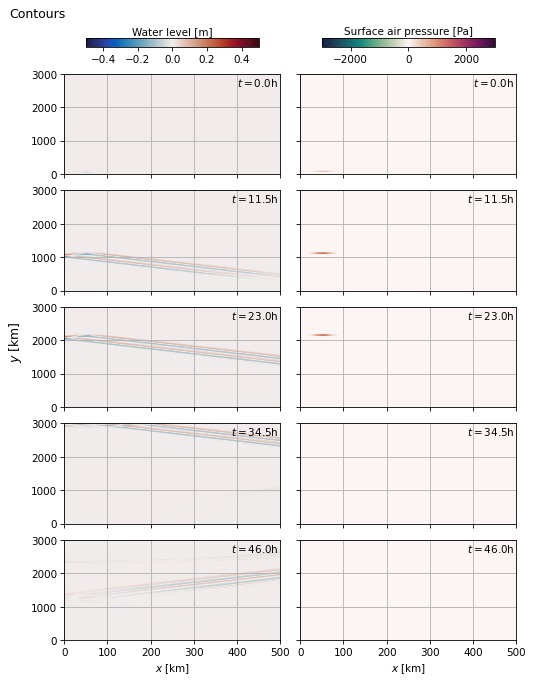 Contours
Water level [m]
Surface air pressure [Pa]
−0.4 −0.2 0.0 0.2 0.4
−2000 0 2000
3000
2000
1000
0
t = 0.0h
t = 0.0h
3000
2000
1000
0
t = 11.5h
t = 11.5h
y [km]
3000
2000
1000
0
t = 23.0h
t = 23.0h
3000
2000
1000
0
t = 34.5h
t = 34.5h
3000
2000
1000
0
t = 46.0h
t = 46.0h
0 100 200 300 400 500
0 100 200 300 400 500
x [km]
x [km]